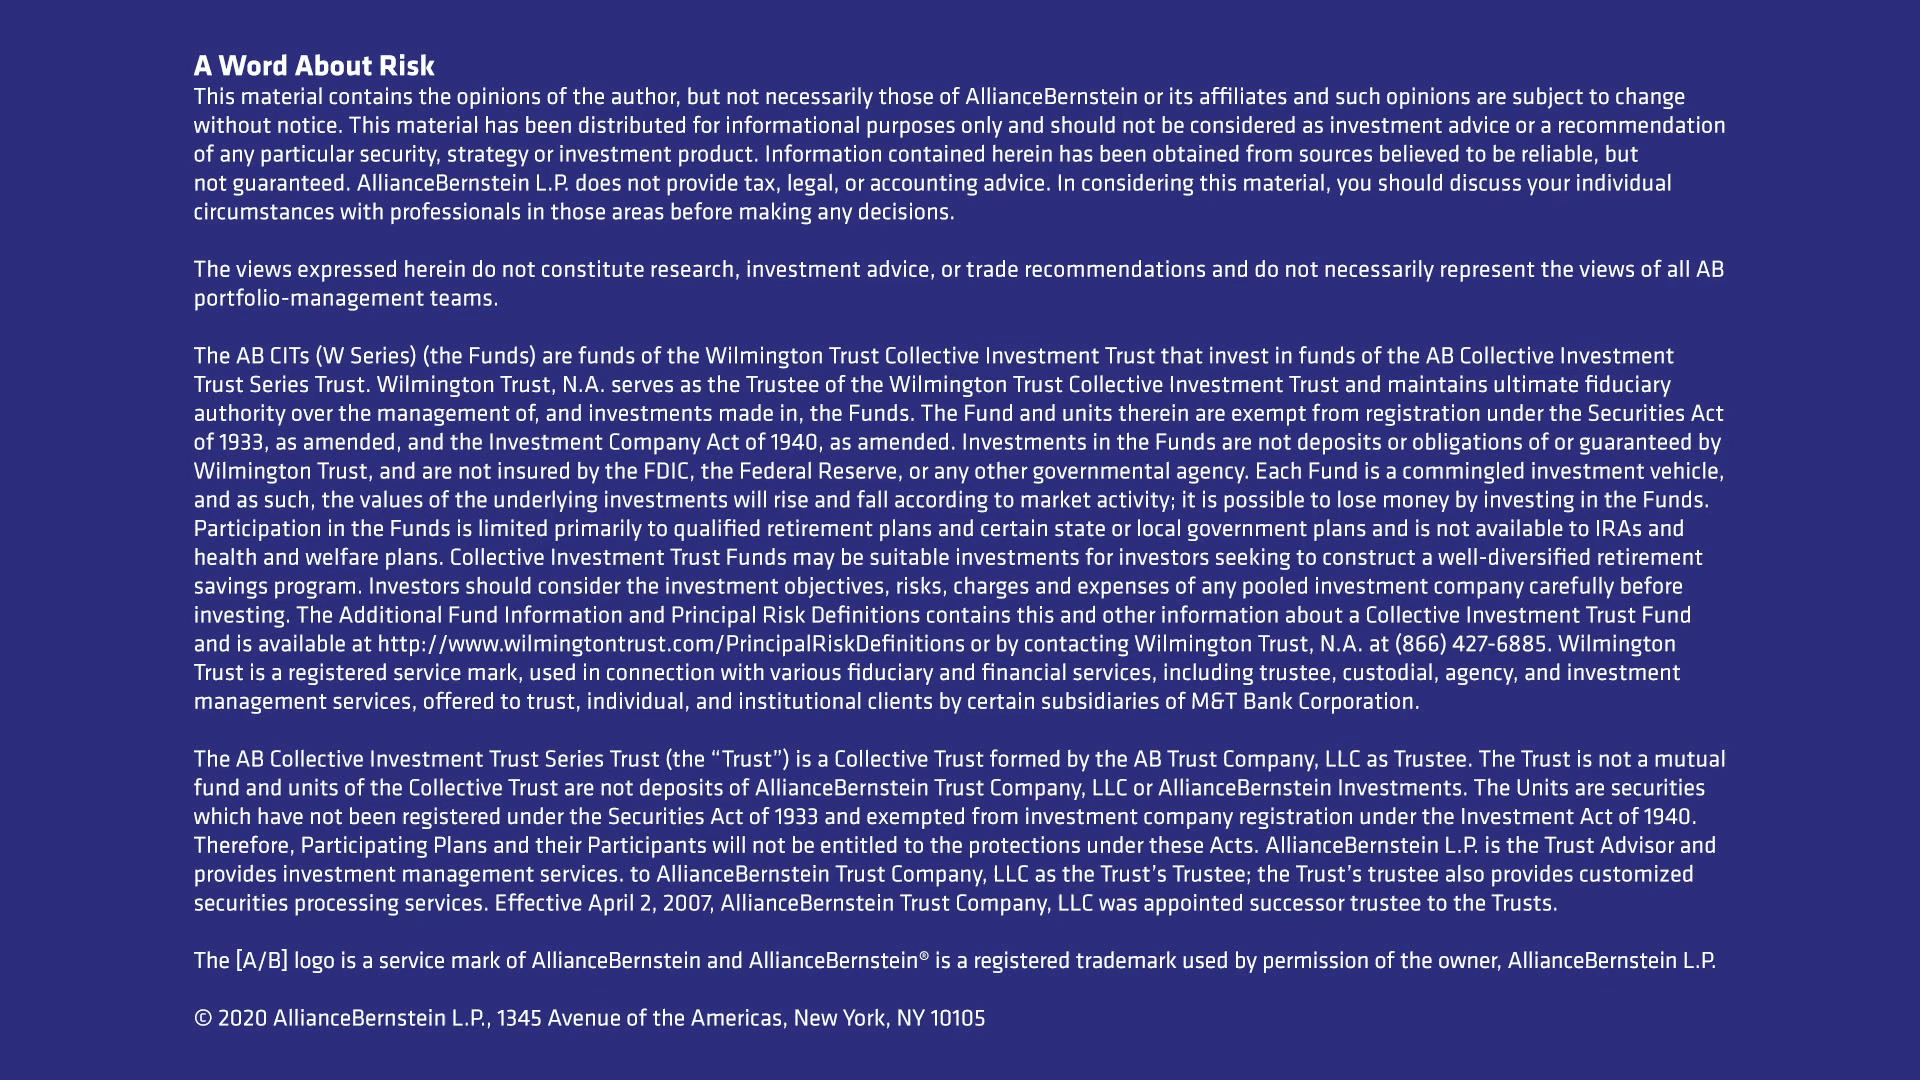 A Word About Risk
This material contains the opinions of the author, but not necessarily those of AllianceBernstein or its affiliates and such opinions are subject to change
without notice. This material has been distributed for informational purposes only and should not be considered as investment advice or a recommendation
of any particular security, strategy or investment product. Information contained herein has been obtained from sources believed to be reliable, but
not guaranteed. AllianceBernstein L.P. does not provide tax, legal, or accounting advice. In considering this material, you should discuss your individual
circumstances with professionals in those areas before making any decisions.
The views expressed herein do not constitute research, investment advice, or trade recommendations and do not necessarily represent the views of all AB
portfolio-management teams.
The AB CITs (W Series) (the Funds) are funds of the Wilmington Trust Collective Investment Trust that invest in funds of the AB Collective Investment
Trust Series Trust. Wilmington Trust, N.A. serves as the Trustee of the Wilmington Trust Collective Investment Trust and maintains ultimate fiduciary
authority over the management of, and investments made in, the Funds. The Fund and units therein are exempt from registration under the Securities Act
of 1933, as amended, and the Investment Company Act of 1940, as amended. Investments in the Funds are not deposits or obligations of or guaranteed by
Wilmington Trust, and are not insured by the FDIC, the Federal Reserve, or any other governmental agency. Each Fund is a commingled investment vehicle,
and as such, the values of the underlying investments will rise and fall according to market activity; it is possible to lose money by investing in the Funds.
Participation in the Funds is limited primarily to qualified retirement plans and certain state or local government plans and is not available to IRAs and
health and welfare plans. Collective Investment Trust Funds may be suitable investments for investors seeking to construct a well-diversified retirement
savings program. Investors should consider the investment objectives, risks, charges and expenses of any pooled investment company carefully before
investing. The Additional Fund Information and Principal Risk Definitions contains this and other information about a Collective Investment Trust Fund
and is available at http://www.wilmingtontrust.com/PrincipalRiskDefinitions or by contacting Wilmington Trust, N.A. at (866) 427-6885. Wilmington
Trust is a registered service mark, used in connection with various fiduciary and financial services, including trustee, custodial, agency, and investment
management services, offered to trust, individual, and institutional clients by certain subsidiaries of M&T Bank Corporation.
The AB Collective Investment Trust Series Trust (the “Trust”) is a Collective Trust formed by the AB Trust Company, LLC as Trustee. The Trust is not a mutual
fund and units of the Collective Trust are not deposits of AllianceBernstein Trust Company, LLC or AllianceBernstein Investments. The Units are securities
which have not been registered under the Securities Act of 1933 and exempted from investment company registration under the Investment Act of 1940.
Therefore, Participating Plans and their Participants will not be entitled to the protections under these Acts. AllianceBernstein L.P. is the Trust Advisor and
provides investment management services. to AllianceBernstein Trust Company, LLC as the Trust’s Trustee; the Trust’s trustee also provides customized
securities processing services. Effective April 2, 2007, AllianceBernstein Trust Company, LLC was appointed successor trustee to the Trusts.
The [A/B] logo is a service mark of AllianceBernstein and AllianceBernstein® is a registered trademark used by permission of the owner, AllianceBernstein L.P.
© 2020 AllianceBernstein L.P., 1345 Avenue of the Americas, New York, NY 10105